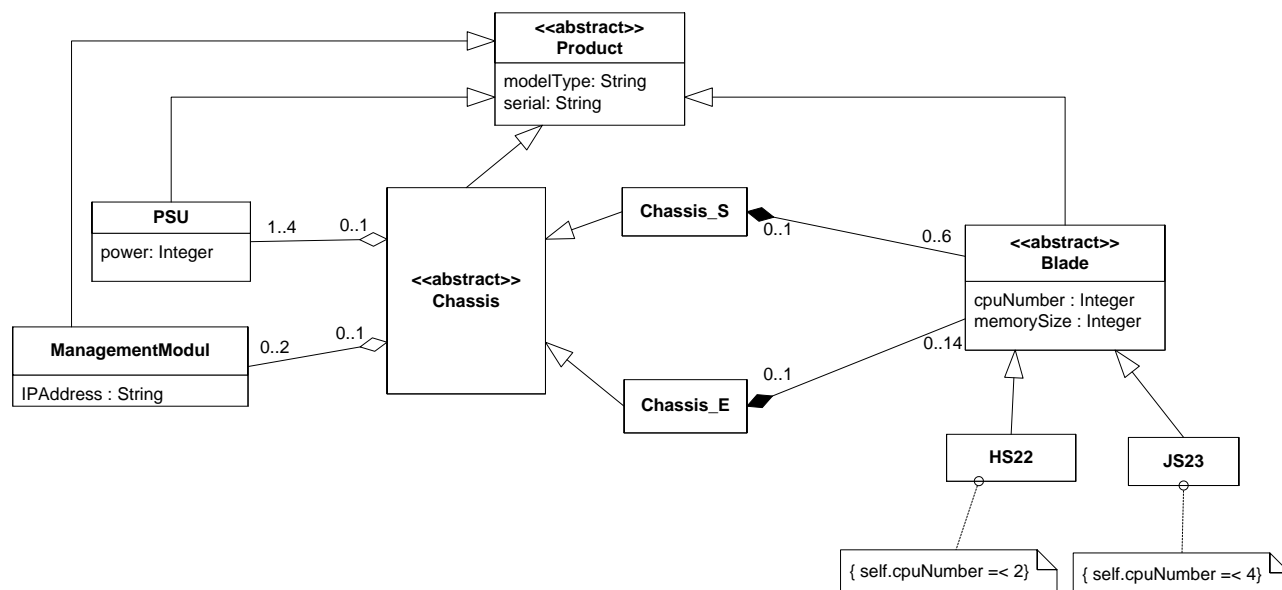 <<abstract>>
Product
modelType: String
serial: String
PSU
power: Integer
1..4
0..1
<<abstract>>
Chassis
Chassis_S
0..1
0..6
<<abstract>>
Blade
cpuNumber : Integer
memorySize : Integer
ManagementModul
IPAddress : String
0..2
0..1
Chassis_E
0..1
0..14
HS22
JS23
{ self.cpuNumber =< 2}
{ self.cpuNumber =< 4}